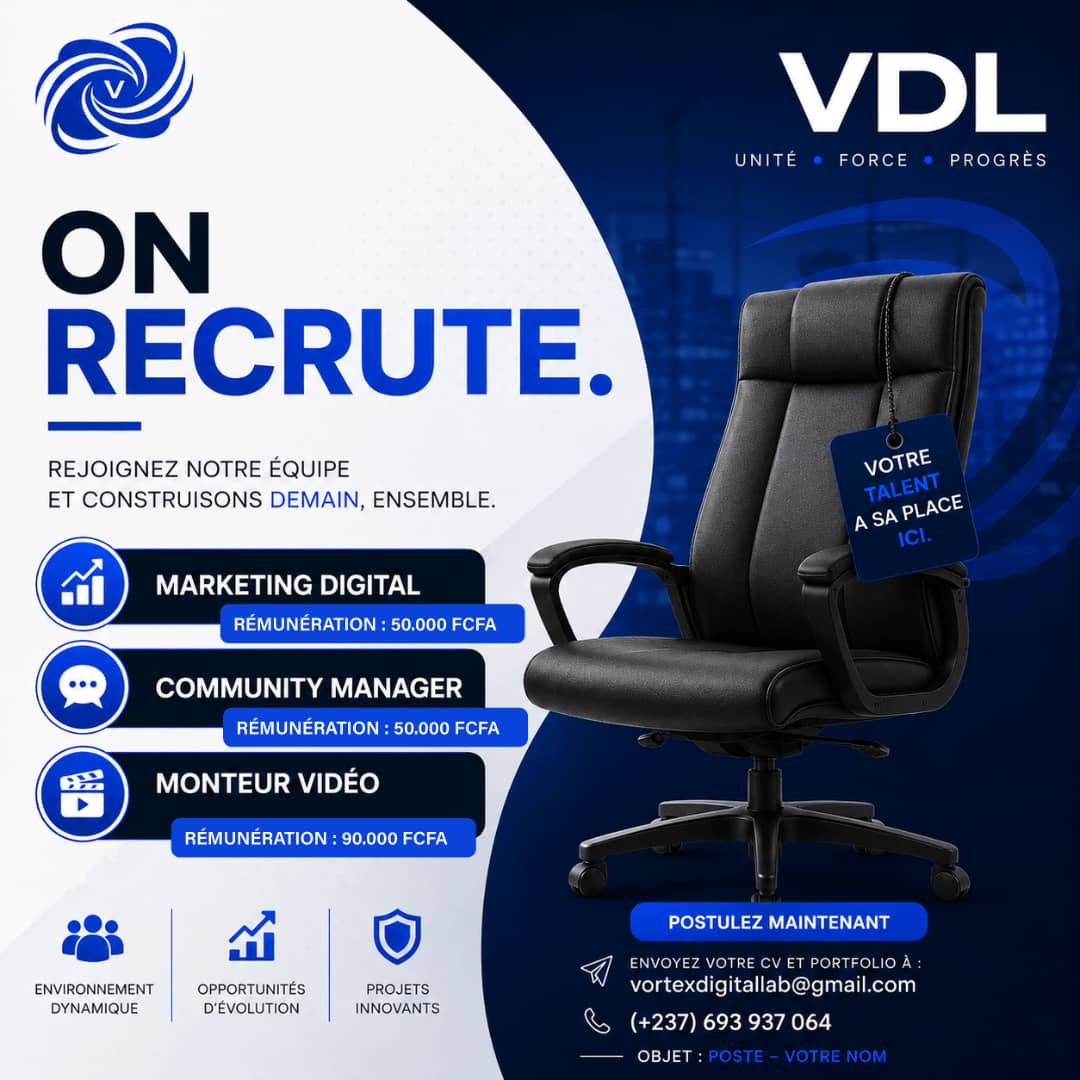 V
VDL
UNITÉ • FORCE • PROGRÈS
ON
RECRUTE.
REJOIGNEZ NOTRE ÉQUIPE
ET CONSTRUISONS DEMAIN, ENSEMBLE.
MARKETING DIGITAL
RÉMUNÉRATION : 50.000 FCFA
COMMUNITY MANAGER
RÉMUNÉRATION : 50.000 FCFA
MONTEUR VIDÉO
RÉMUNÉRATION : 90.000 FCFA
VOTRE
TALENT
A SA PLACE
ICI.
ENVIRONNEMENT
DYNAMIQUE
OPPORTUNITÉS
D'ÉVOLUTION
PROJETS
INNOVANTS
POSTULEZ MAINTENANT
ENVOYEZ VOTRE CV ET PORTFOLIO À :
vortexdigitallab@gmail.com
(+237) 693 937 064
OBJET : POSTE – VOTRE NOM